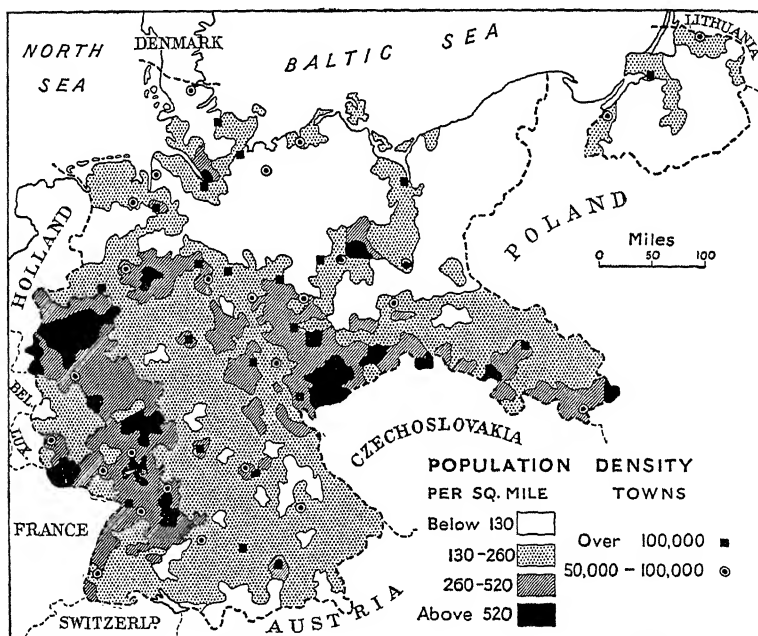 NORTH
SEA
DENMARK
BALTIC SEA
LITHUANIA
HOLLAND
POLAND
Miles
0 50 100
BEL.
LUX.
CZECHOSLOVAKIA
FRANCE
SWITZERLD.
AUSTRIA
POPULATION DENSITY
PER SQ. MILE
TOWNS
Below 130
130-260
260-520
Above 520
Over 100,000
50,000-100,000